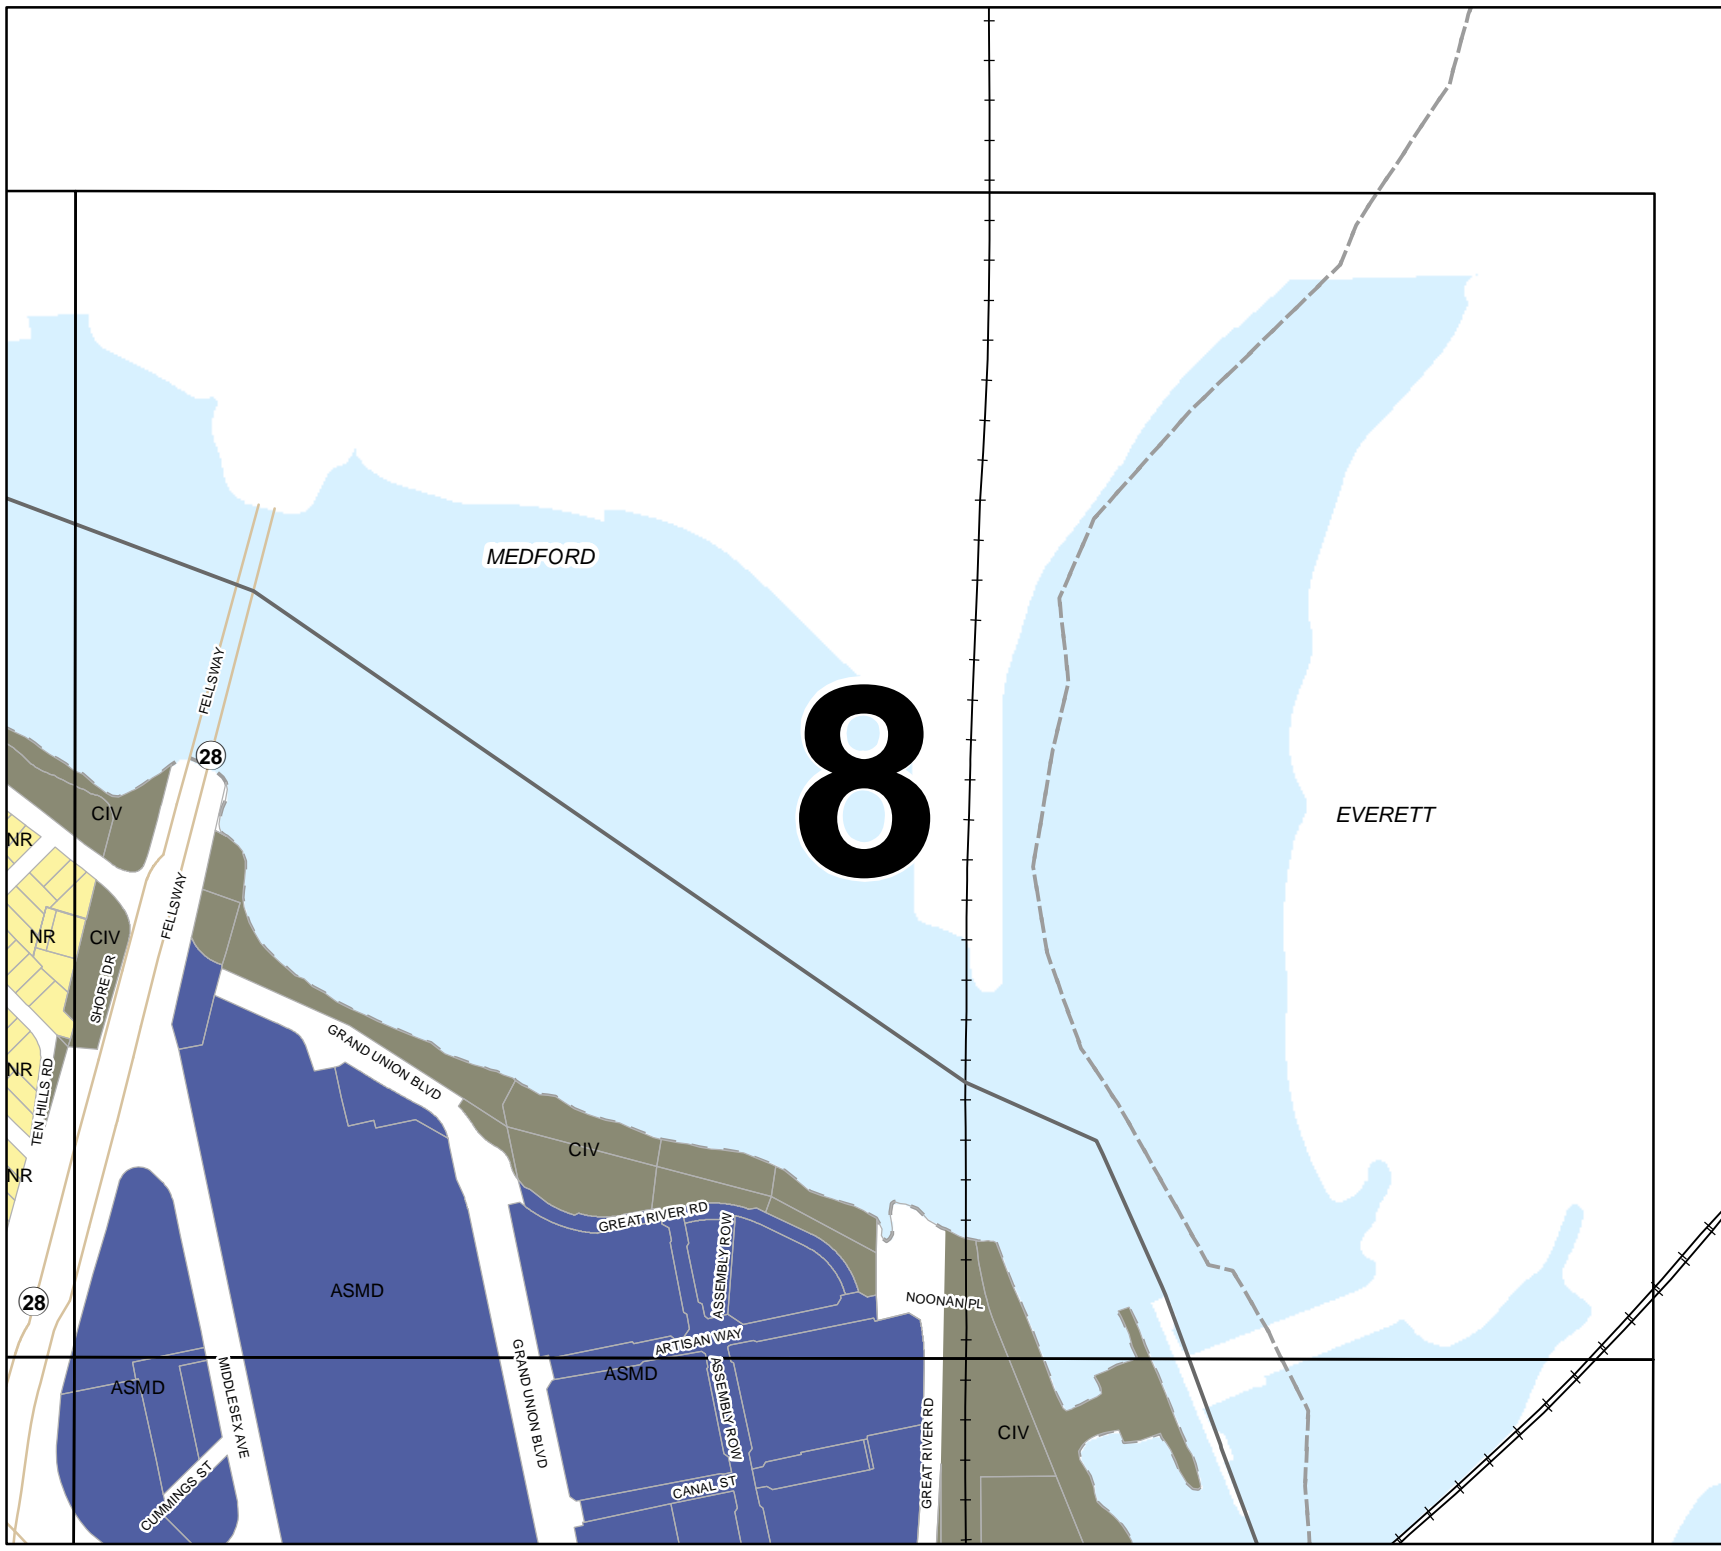 MEDFORD
FELLSWAY
8
28
CIV
EVERETT
NR
FELLSWAY
NR
CIV
SHORE DR
GRAND UNION BLVD
NR
TEN HILLS RD
CIV
NR
GREAT RIVER RD
ASSEMBLY ROW
ASMD
28
NOONAN PL
ARTISAN WAY
ASMD
ASMD
MIDDLESEX AVE
GRAND UNION BLVD
ASSEMBLY ROW
GREAT RIVER RD
CIV
CANAL ST
CUMMINGS ST